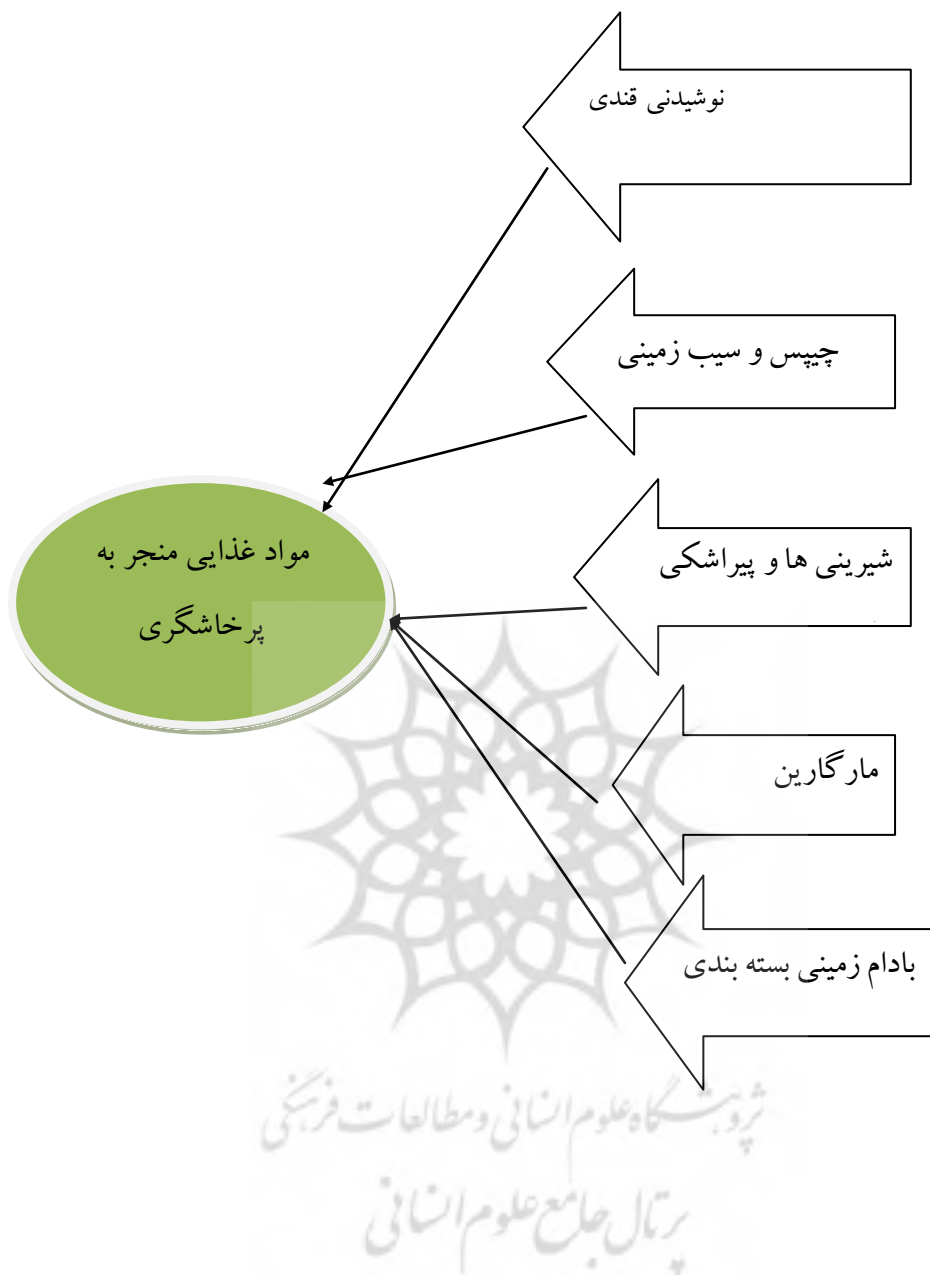 نوشیدنی قندی
چیپس و سیب زمینی
شیرینی ها و پیراشکی
مواد غذایی منجر به
پرخاشگری
مارگارین
بادام زمینی بسته بندی
پژوهشگاه علوم انسانی و مطالعات فرهنگی
پرتال جامع علوم انسانی